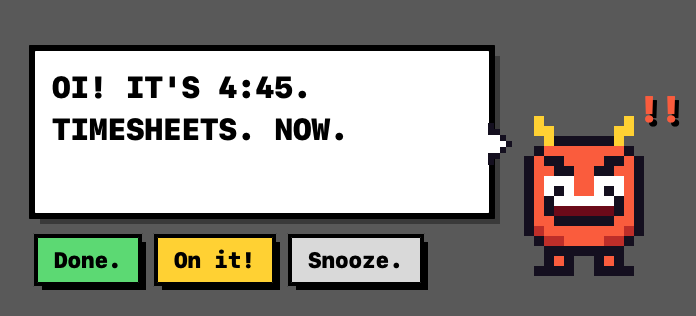 OI! IT'S 4:45.
TIMESHEETS. NOW.
!!
Done.
On it!
Snooze.